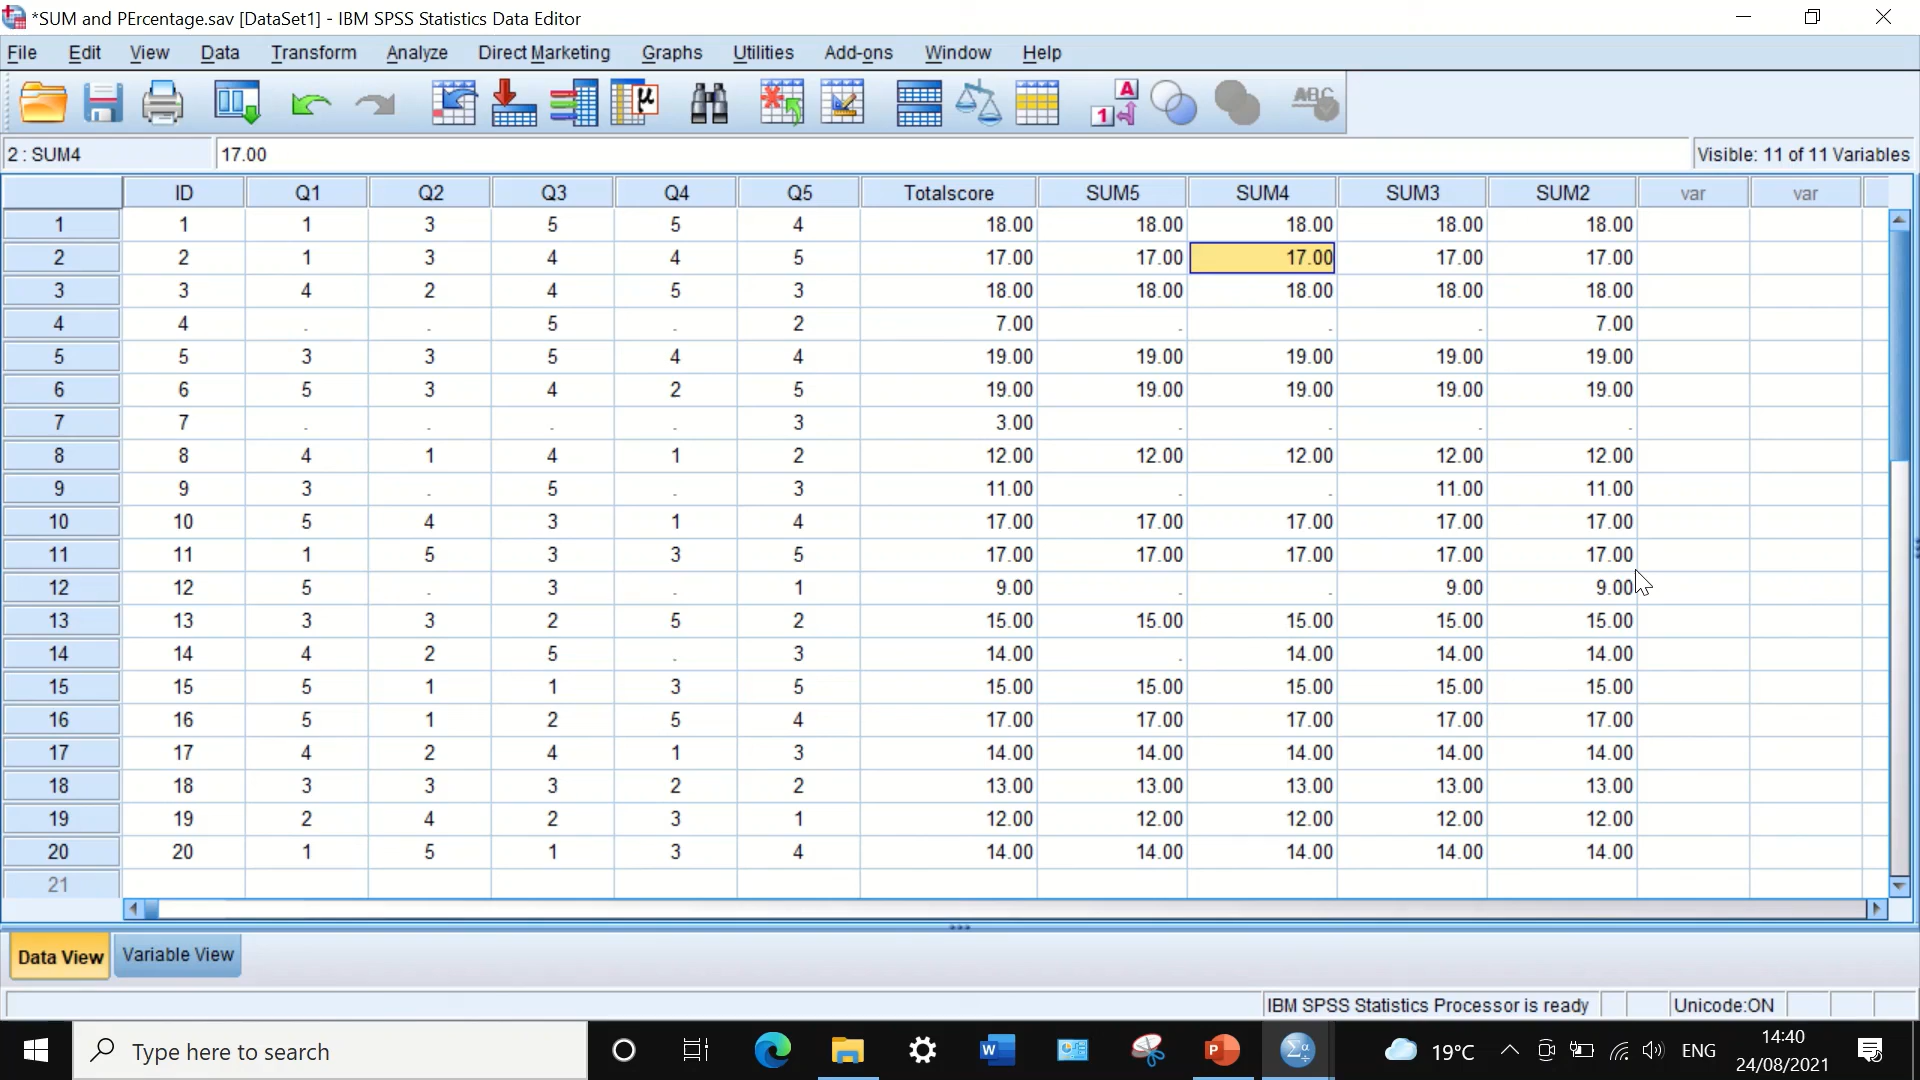 *SUM and PErcentage.sav [DataSet1] - IBM SPSS Statistics Data Editor
File Edit View Data Transform Analyze Direct Marketing Graphs Utilities Add-ons Window Help
2 : SUM4 17.00 Visible: 11 of 11 Variables
ID Q1 Q2 Q3 Q4 Q5 Totalscore SUM5 SUM4 SUM3 SUM2 var var
1 1 1 3 5 5 4 18.00 18.00 18.00 18.00 18.00
2 2 1 3 4 4 5 17.00 17.00 17.00 17.00 17.00
3 3 4 2 4 5 3 18.00 18.00 18.00 18.00 18.00
4 4 . . 5 . 2 7.00 . . . 7.00
5 5 3 3 5 4 4 19.00 19.00 19.00 19.00 19.00
6 6 5 3 4 2 5 19.00 19.00 19.00 19.00 19.00
7 7 . . . . 3 3.00 . . . .
8 8 4 1 4 1 2 12.00 12.00 12.00 12.00 12.00
9 9 3 . 5 . 3 11.00 . . 11.00 11.00
10 10 5 4 3 1 4 17.00 17.00 17.00 17.00 17.00
11 11 1 5 3 3 5 17.00 17.00 17.00 17.00 17.00
12 12 5 . 3 . 1 9.00 . . 9.00 9.00
13 13 3 3 2 5 2 15.00 15.00 15.00 15.00 15.00
14 14 4 2 5 . 3 14.00 . 14.00 14.00 14.00
15 15 5 1 1 3 5 15.00 15.00 15.00 15.00 15.00
16 16 5 1 2 5 4 17.00 17.00 17.00 17.00 17.00
17 17 4 2 4 1 3 14.00 14.00 14.00 14.00 14.00
18 18 3 3 3 2 2 13.00 13.00 13.00 13.00 13.00
19 19 2 4 2 3 1 12.00 12.00 12.00 12.00 12.00
20 20 1 5 1 3 4 14.00 14.00 14.00 14.00 14.00
21
Data View Variable View
IBM SPSS Statistics Processor is ready Unicode:ON
Type here to search 19°C ENG 14:40
24/08/2021